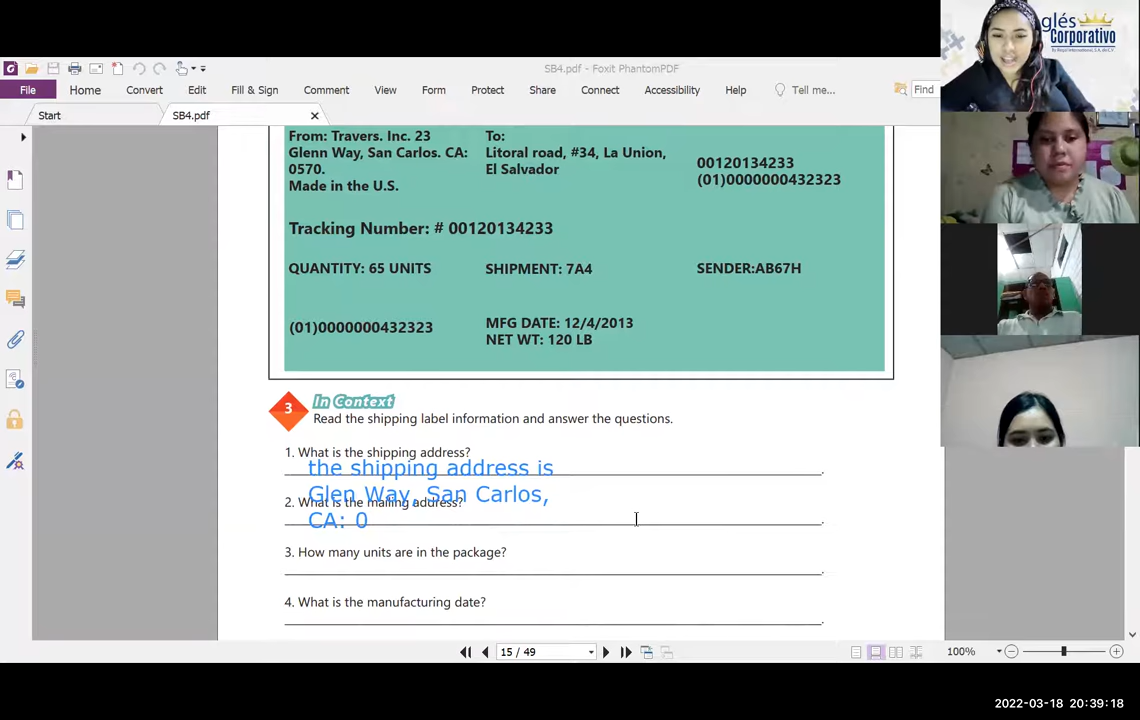 glés
Corporativo
SB4.pdf - Foxit PhantomPDF
File Home Convert Edit Fill & Sign Comment View Form Protect Share Connect Accessibility Help Tell me... Find
Start SB4.pdf
From: Travers. Inc. 23
Glenn Way, San Carlos. CA:
0570.
Made in the U.S.
To:
Litoral road, #34, La Union,
El Salvador
00120134233
(01)0000000432323
Tracking Number: # 00120134233
QUANTITY: 65 UNITS SHIPMENT: 7A4 SENDER:AB67H
(01)0000000432323
MFG DATE: 12/4/2013
NET WT: 120 LB
3 In Context
Read the shipping label information and answer the questions.
1. What is the shipping address?
the shipping address is
Glen Way, San Carlos,
2. What is the mailing address?
CA: 0
3. How many units are in the package?
4. What is the manufacturing date?
15 / 49 100%
2022-03-18 20:39:18